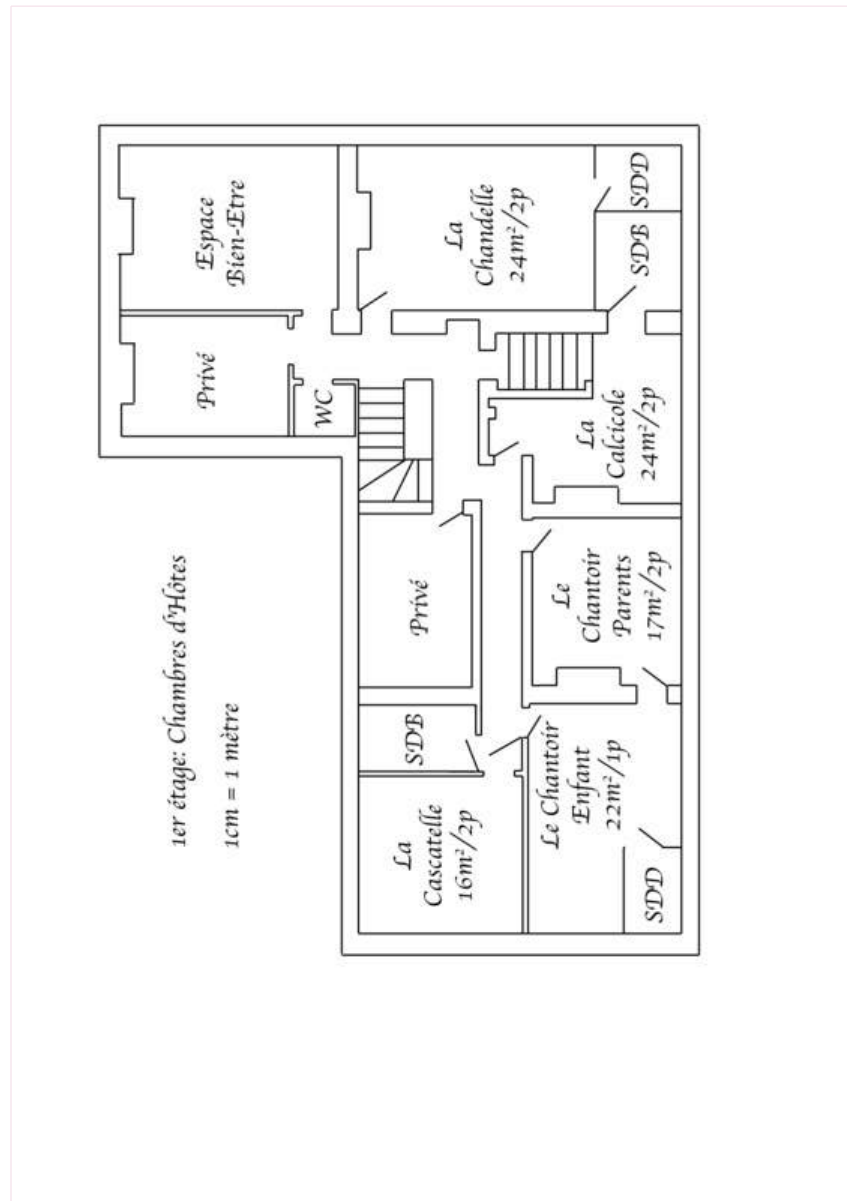 1er étage: Chambres d'Hôtes
1cm = 1 mètre
Espace
Bien-Etre
Privé
WC
La
Chandelle
24m²/2p
SDD
SDB
La
Calcicole
24m²/2p
Privé
Le
Chantoir
Parents
17m²/2p
SDB
La
Cascatelle
16m²/2p
Le Chantoir
Enfant
22m²/1p
SDD